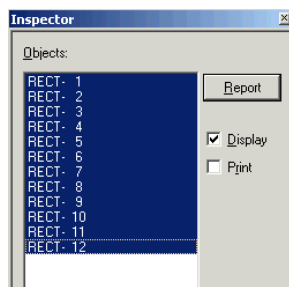 Inspector
Objects:
RECT- 1
RECT- 2
RECT- 3
RECT- 4
RECT- 5
RECT- 6
RECT- 7
RECT- 8
RECT- 9
RECT- 10
RECT- 11
RECT- 12
Report
Display
Print